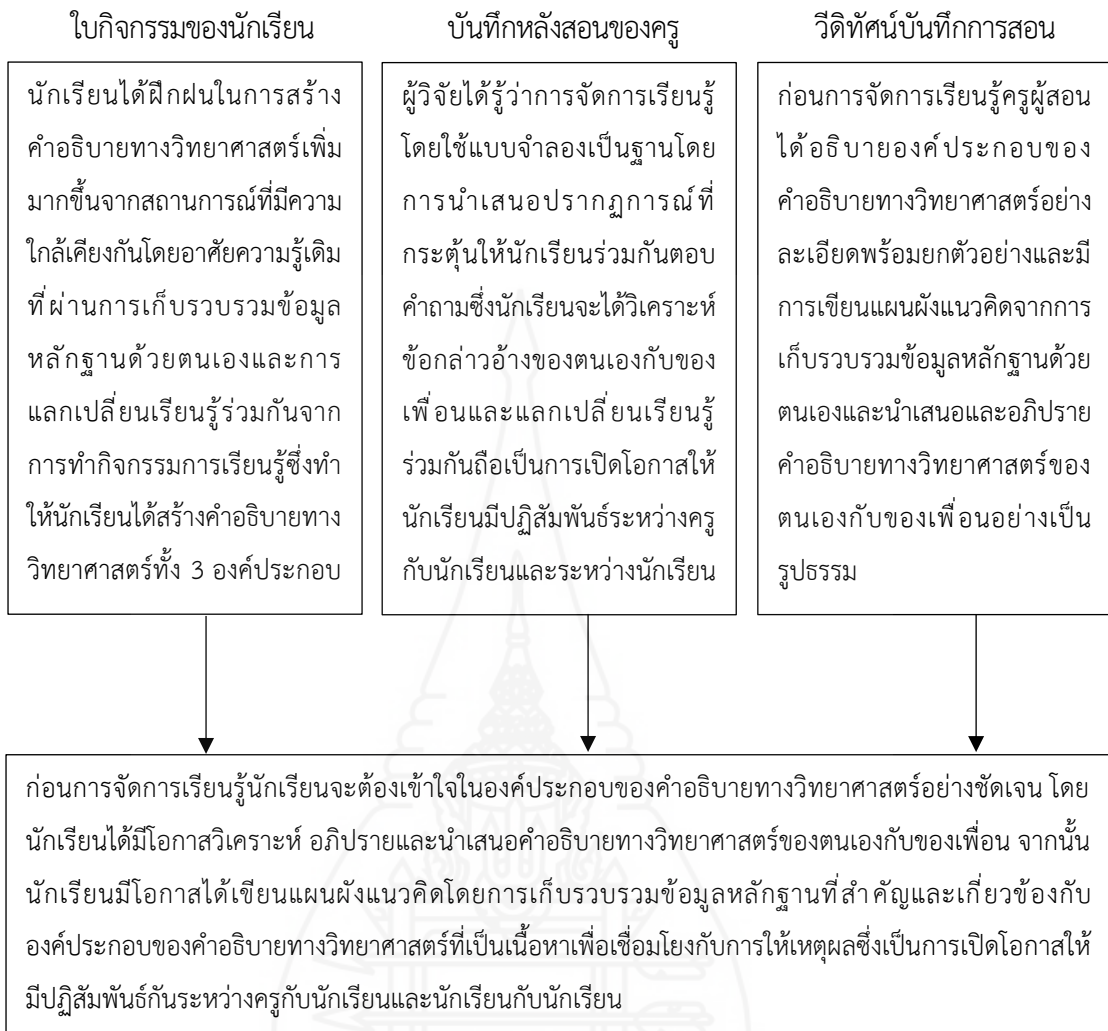 ใบกิจกรรมของนักเรียน
นักเรียนได้ฝึกฝนในการสร้าง
คำอธิบายทางวิทยาศาสตร์เพิ่ม
มากขึ้นจากสถานการณ์ที่มีความ
ใกล้เคียงกันโดยอาศัยความรู้เดิม
ที่ผ่านการเก็บรวบรวมข้อมูล
หลักฐานด้วยตนเองและการ
แลกเปลี่ยนเรียนรู้ร่วมกันจาก
การทำกิจกรรมการเรียนรู้ซึ่งทำ
ให้นักเรียนได้สร้างคำอธิบายทาง
วิทยาศาสตร์ทั้ง 3 องค์ประกอบ
บันทึกหลังสอนของครู
ผู้วิจัยได้รู้ว่าการจัดการเรียนรู้
โดยใช้แบบจำลองเป็นฐานโดย
การนำเสนอปรากฏการณ์ที่
กระตุ้นให้นักเรียนร่วมกันตอบ
คำถามซึ่งนักเรียนจะได้วิเคราะห์
ข้อกล่าวอ้างของตนเองกับของ
เพื่อนและแลกเปลี่ยนเรียนรู้
ร่วมกันถือเป็นการเปิดโอกาสให้
นักเรียนมีปฏิสัมพันธ์ระหว่างครู
กับนักเรียนและระหว่างนักเรียน
วีดิทัศน์บันทึกการสอน
ก่อนการจัดการเรียนรู้ครูผู้สอน
ได้อธิบายองค์ประกอบของ
คำอธิบายทางวิทยาศาสตร์อย่าง
ละเอียดพร้อมยกตัวอย่างและมี
การเขียนแผนผังแนวคิดจากการ
เก็บรวบรวมข้อมูลหลักฐานด้วย
ตนเองและนำเสนอและอภิปราย
คำอธิบายทางวิทยาศาสตร์ของ
ตนเองกับของเพื่อนอย่างเป็น
รูปธรรม
ก่อนการจัดการเรียนรู้นักเรียนจะต้องเข้าใจในองค์ประกอบของคำอธิบายทางวิทยาศาสตร์อย่างชัดเจน โดย
นักเรียนได้มีโอกาสวิเคราะห์ อภิปรายและนำเสนอคำอธิบายทางวิทยาศาสตร์ของตนเองกับของเพื่อน จากนั้น
นักเรียนมีโอกาสได้เขียนแผนผังแนวคิดโดยการเก็บรวบรวมข้อมูลหลักฐานที่สำคัญและเกี่ยวข้องกับ
องค์ประกอบของคำอธิบายทางวิทยาศาสตร์ที่เป็นเนื้อหาเพื่อเชื่อมโยงกับการให้เหตุผลซึ่งเป็นการเปิดโอกาสให้
มีปฏิสัมพันธ์กันระหว่างครูกับนักเรียนและนักเรียนกับนักเรียน